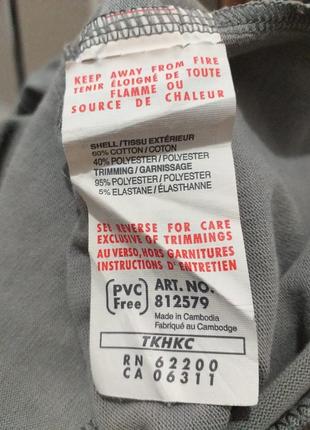 KEEP AWAY FROM FIRE
TENIR ÉLOIGNÉ DE TOUTE
FLAMME OU
SOURCE DE CHALEUR
SHELL/TISSU EXTÉRIEUR
60% COTTON/COTON
40% POLYESTER/POLYESTER
TRIMMING/GARNISSAGE
95% POLYESTER/POLYESTER
5% ELASTANE/ÉLASTHANNE
SEE REVERSE FOR CARE
EXCLUSIVE OF TRIMMINGS
AU VERSO, HORS GARNITURES
INSTRUCTIONS D'ENTRETIEN
PVC Free
ART. NO.
812579
Made in Cambodia
Fabriqué au Cambodge
TKHKC
RN 62200
CA 06311